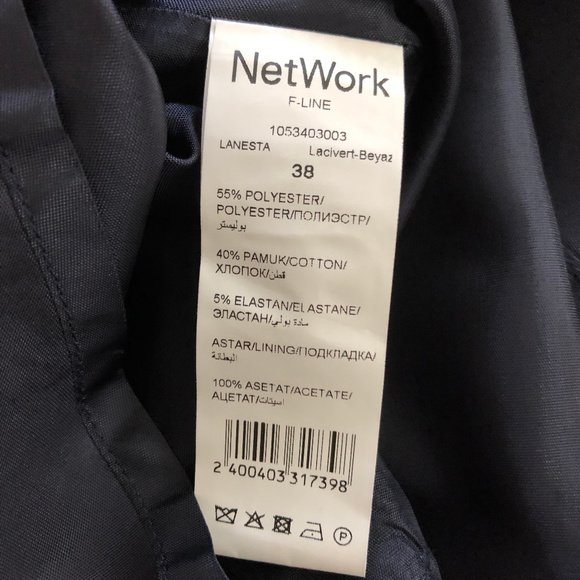 NetWork
F-LINE
1053403003
LANESTA Lacivert-Beyaz
38
55% POLYESTER/
POLYESTER/ПОЛИЭСТР/
بوليستر
40% PAMUK/COTTON/
ХЛОПОК/قطن
5% ELASTAN/ELASTANE/
ЭЛАСТАН/سادة بولي
ASTAR/LINING/ПОДКЛАДКА/
البطانة
100% ASETAT/ACETATE/
АЦЕТАТ/اسيتات
2 400403 317398
P